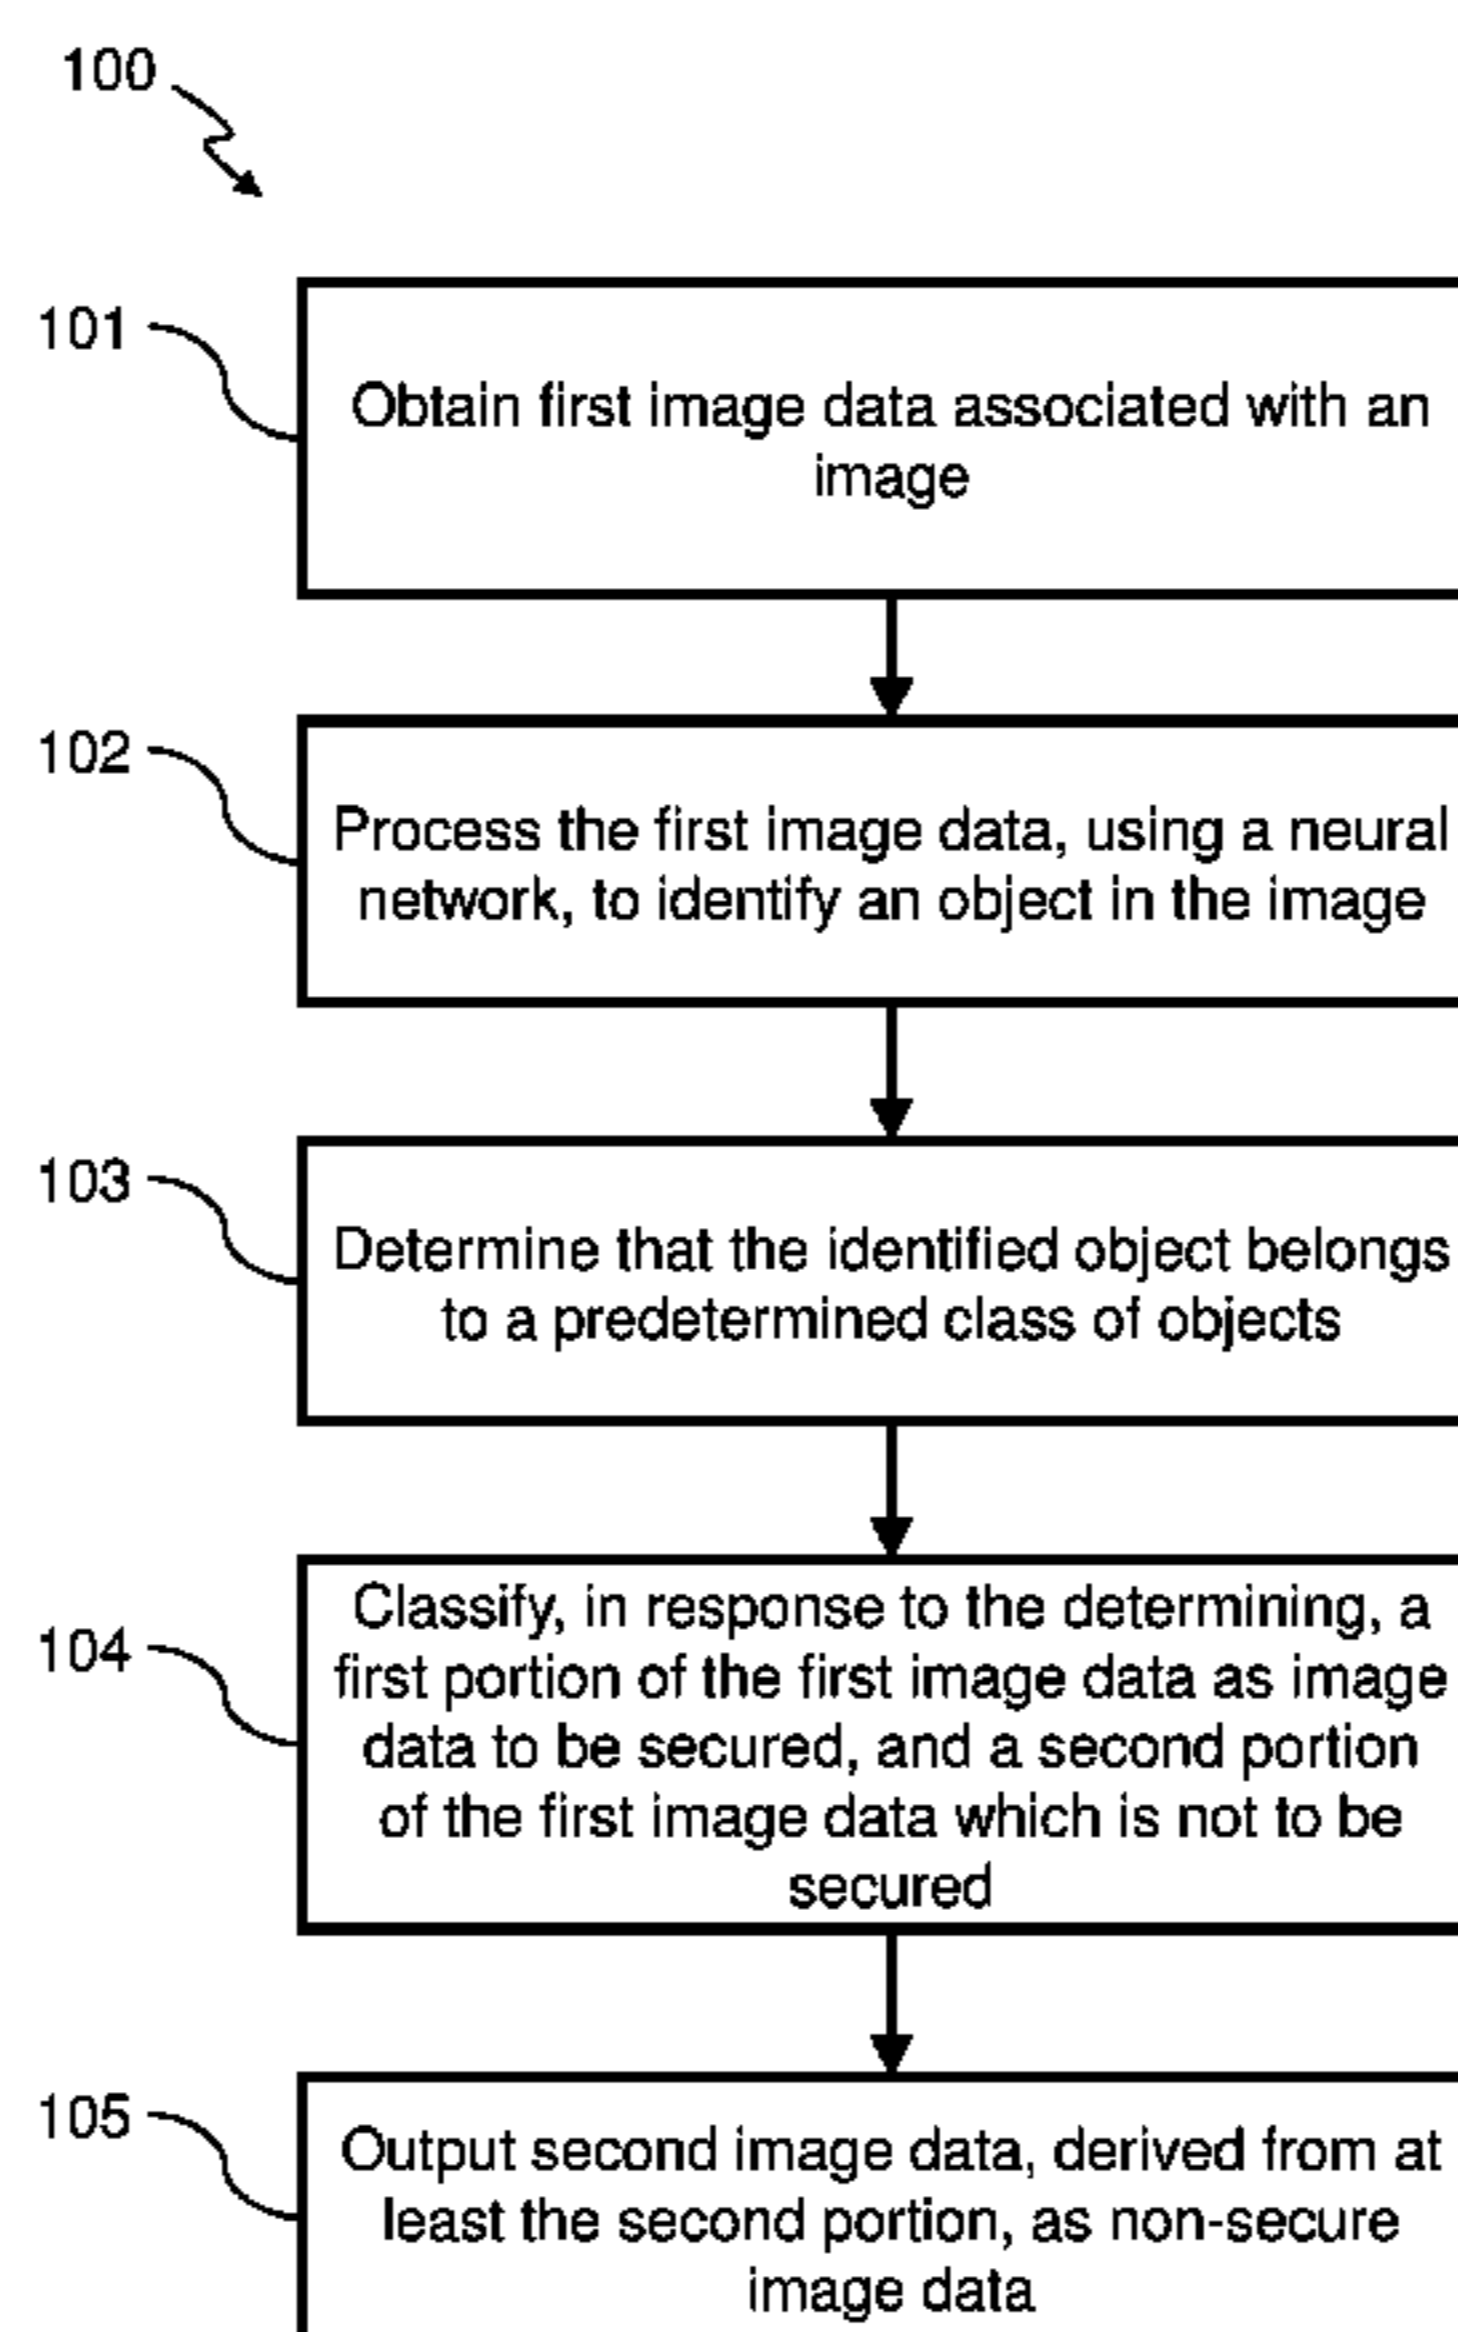 100
101
Obtain first image data associated with an
image
102
Process the first image data, using a neural
network, to identify an object in the image
103
Determine that the identified object belongs
to a predetermined class of objects
104
Classify, in response to the determining, a
first portion of the first image data as image
data to be secured, and a second portion
of the first image data which is not to be
secured
105
Output second image data, derived from at
least the second portion, as non-secure
image data